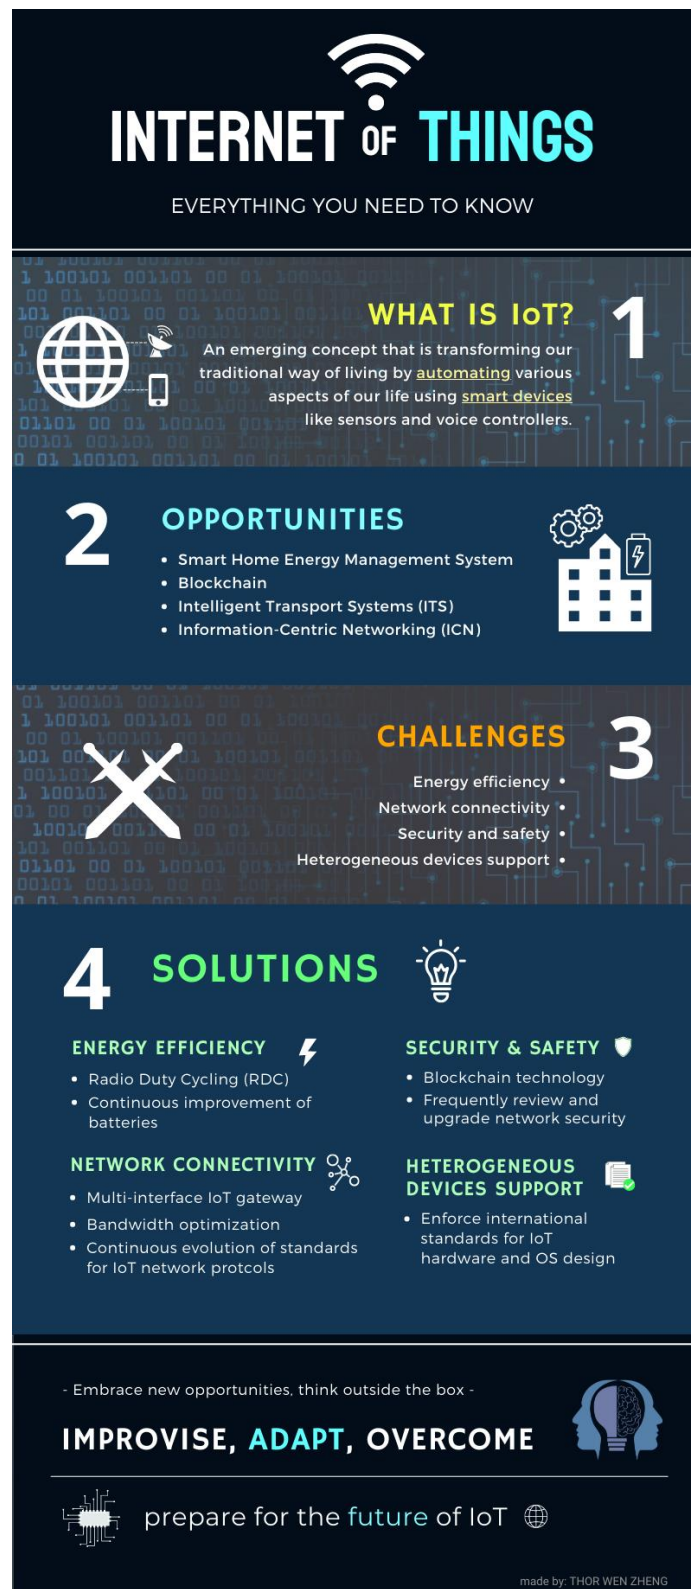 INTERNET OF THINGS
EVERYTHING YOU NEED TO KNOW
WHAT IS IoT?
1
An emerging concept that is transforming our
traditional way of living by automating various
aspects of our life using smart devices
like sensors and voice controllers.
2
OPPORTUNITIES
• Smart Home Energy Management System
• Blockchain
• Intelligent Transport Systems (ITS)
• Information-Centric Networking (ICN)
CHALLENGES
3
Energy efficiency •
Network connectivity •
Security and safety •
Heterogeneous devices support •
4
SOLUTIONS
ENERGY EFFICIENCY
• Radio Duty Cycling (RDC)
• Continuous improvement of
batteries
SECURITY & SAFETY
• Blockchain technology
• Frequently review and
upgrade network security
NETWORK CONNECTIVITY
• Multi-interface IoT gateway
• Bandwidth optimization
• Continuous evolution of standards
for IoT network protcols
HETEROGENEOUS
DEVICES SUPPORT
• Enforce international
standards for IoT
hardware and OS design
- Embrace new opportunities, think outside the box -
IMPROVISE, ADAPT, OVERCOME
prepare for the future of IoT
made by: THOR WEN ZHENG